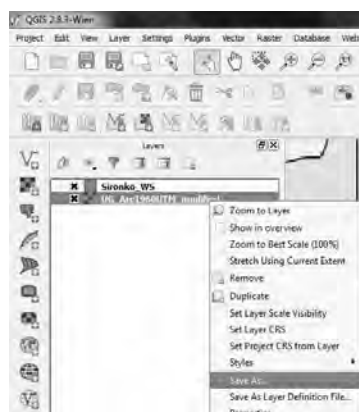 QGIS 2.8.3-Wien
Project Edit View Layer Settings Plugins Vector Raster Database Web
Layers
Sironko_WS
Zoom to Layer
Show in overview
Zoom to Best Scale (100%)
Stretch Using Current Extent
Remove
Duplicate
Set Layer Scale Visibility
Set Layer CRS
Set Project CRS from Layer
Styles
Save As...
Save As Layer Definition File...